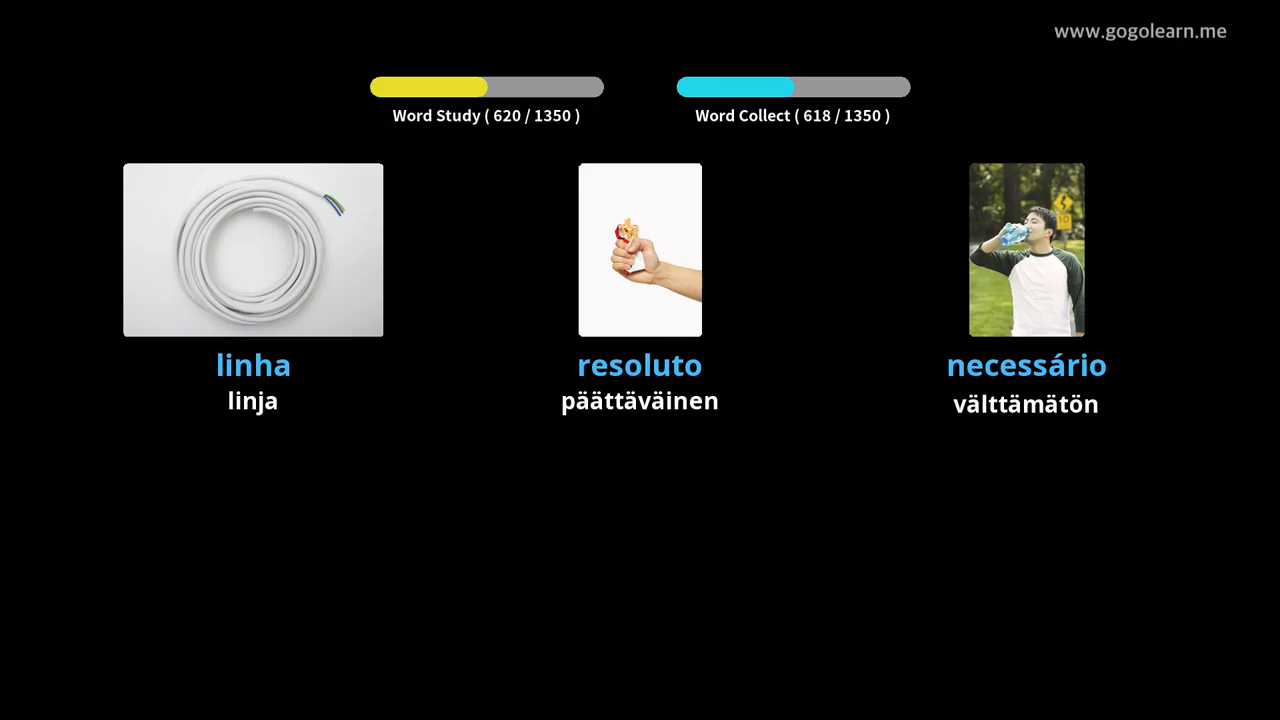 www.gogolearn.me
Word Study ( 620 / 1350 )
Word Collect ( 618 / 1350 )
linha
linja
resoluto
päättäväinen
necessário
välttämätön